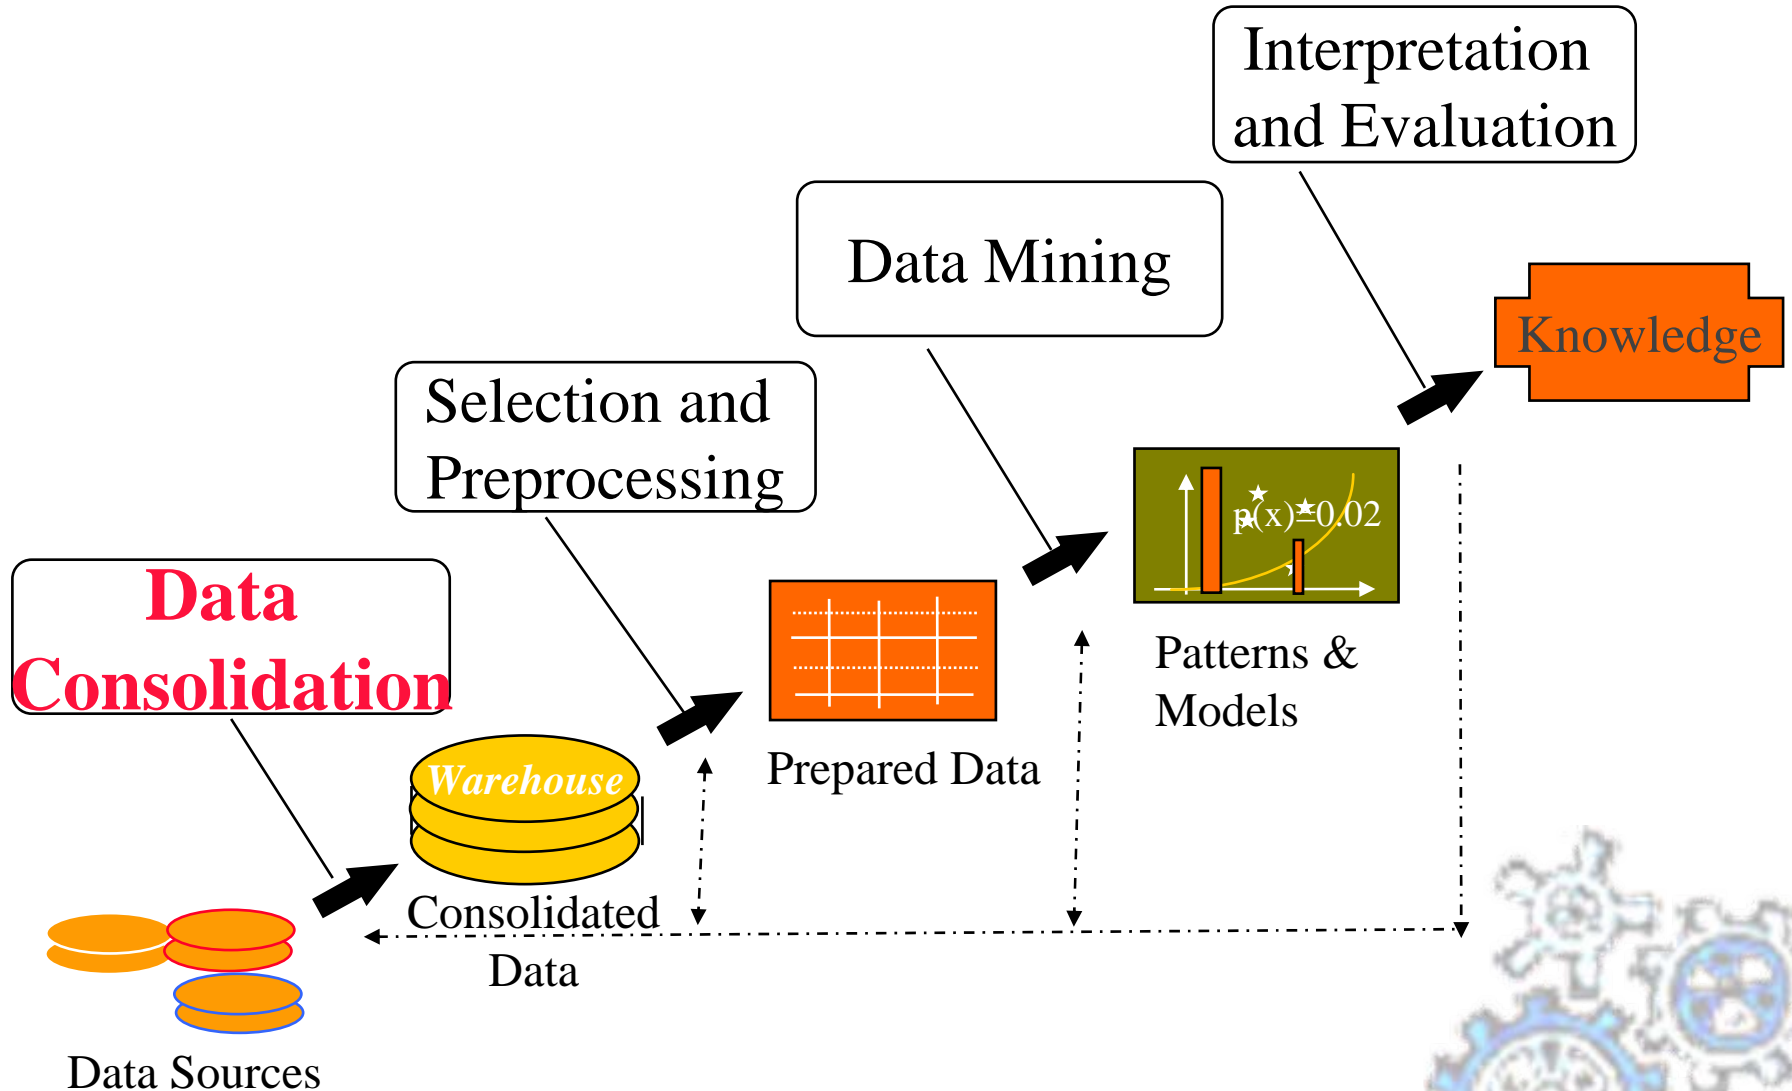 Interpretation
and Evaluation
Data Mining
Knowledge
Selection and
Preprocessing
p(x)=0.02
Data
Consolidation
Patterns &
Models
Prepared Data
Warehouse
Consolidated
Data
Data Sources